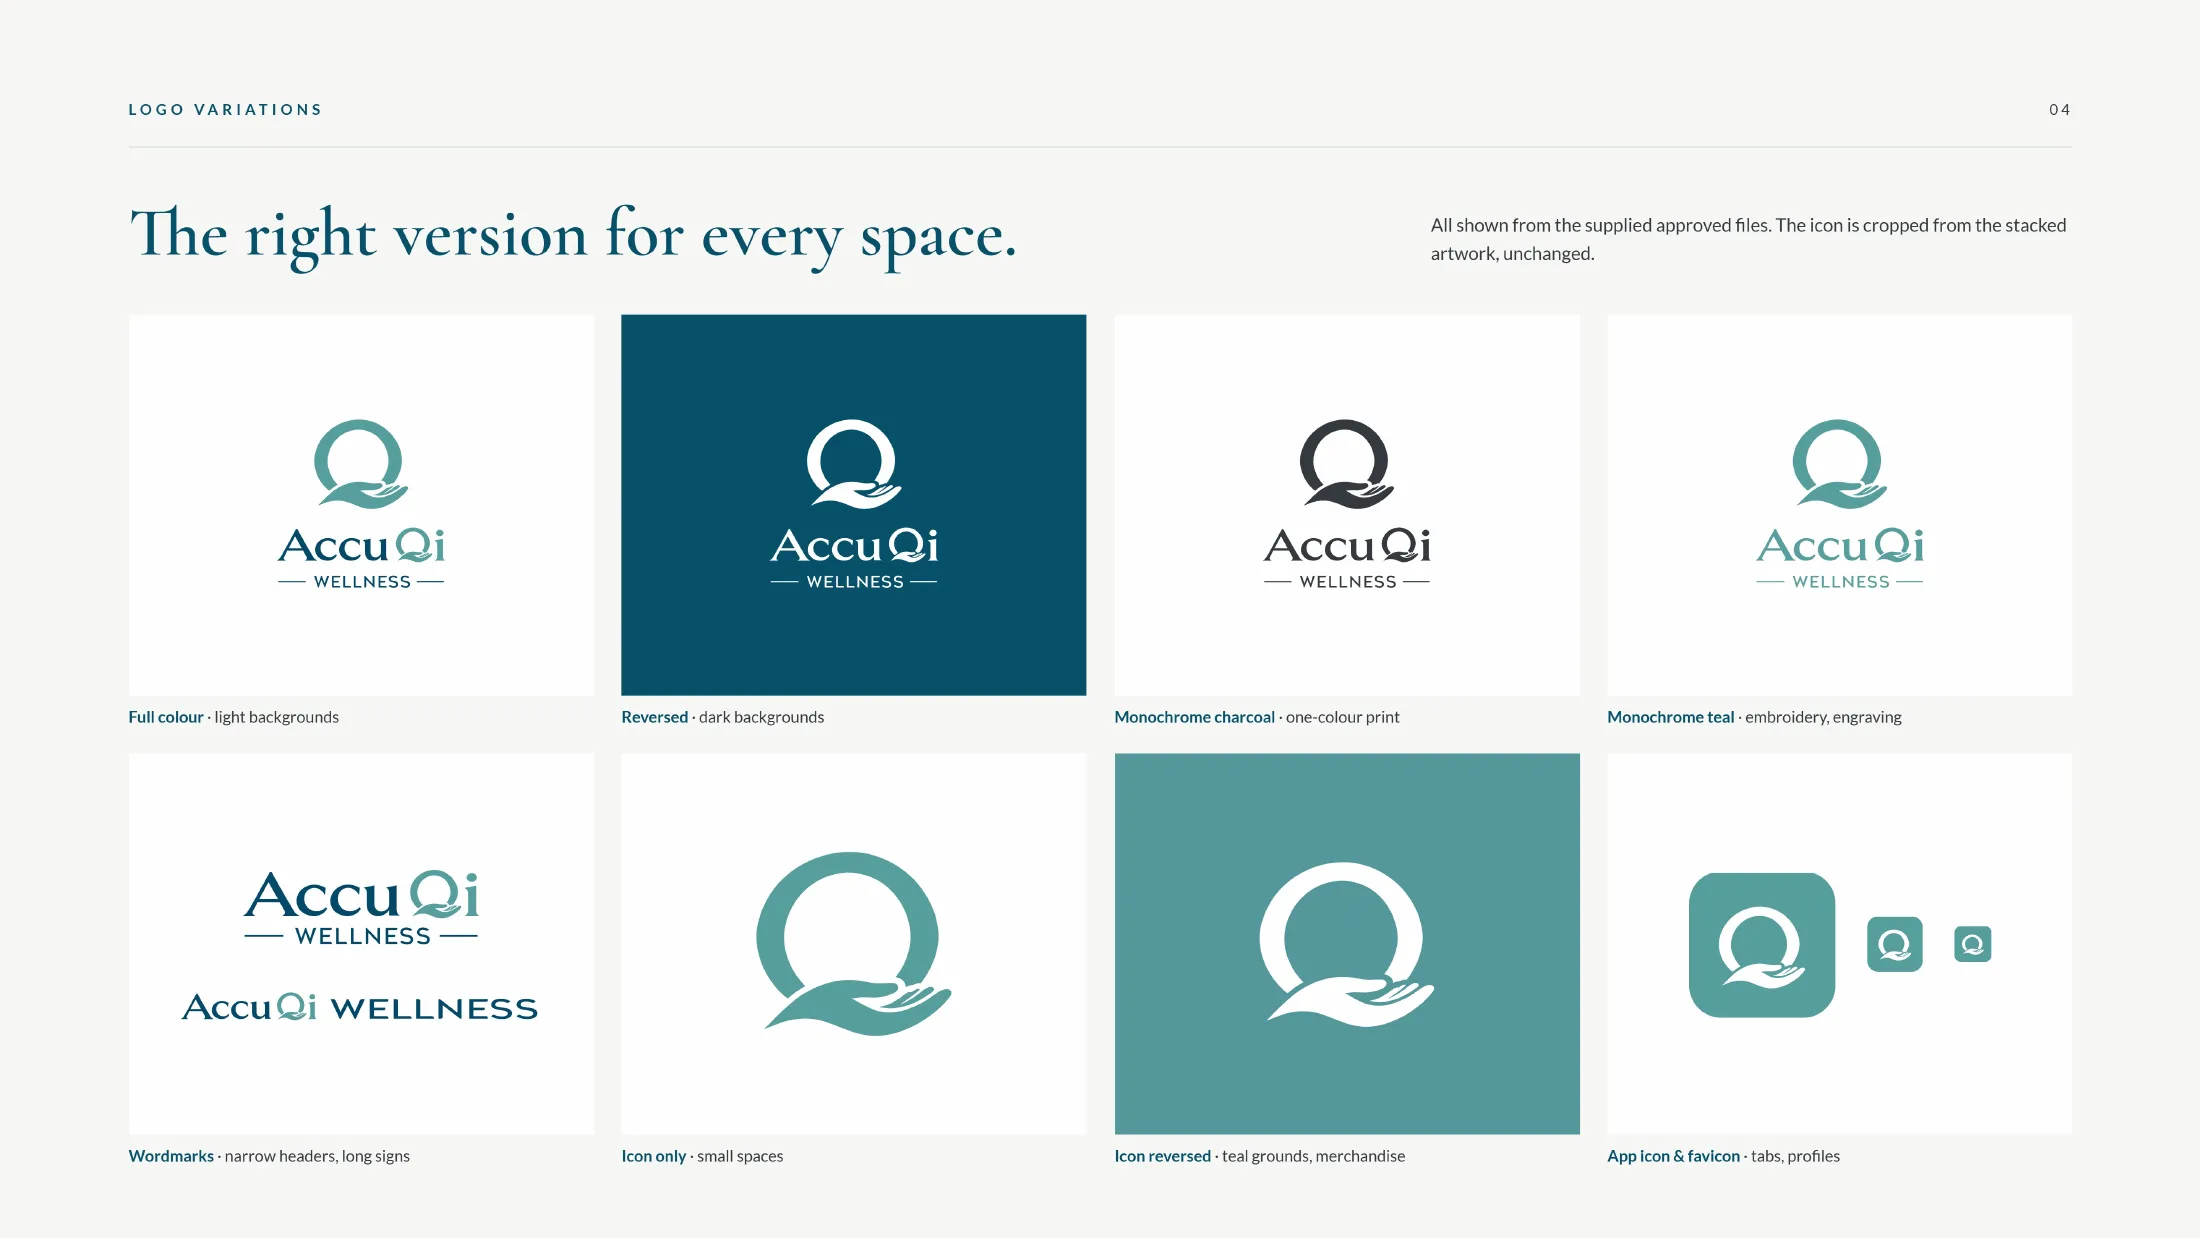 LOGO VARIATIONS
04
The right version for every space.
All shown from the supplied approved files. The icon is cropped from the stacked
artwork, unchanged.
AccuQi
WELLNESS
AccuQi
WELLNESS
AccuQi
WELLNESS
AccuQi
WELLNESS
Full colour · light backgrounds
Reversed · dark backgrounds
Monochrome charcoal · one-colour print
Monochrome teal · embroidery, engraving
AccuQi
WELLNESS
AccuQi WELLNESS
Wordmarks · narrow headers, long signs
Icon only · small spaces
Icon reversed · teal grounds, merchandise
App icon & favicon · tabs, profiles